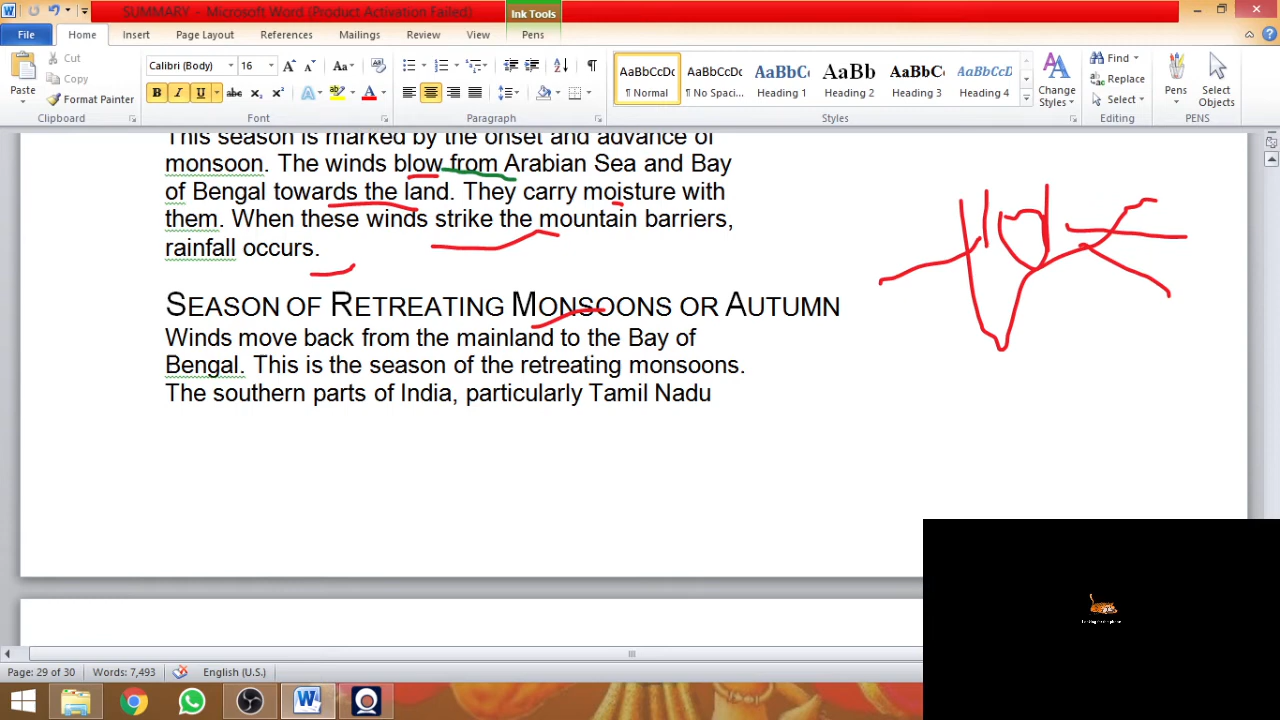 SUMMARY - Microsoft Word (Product Activation Failed)
Ink Tools
File Home Insert Page Layout References Mailings Review View Pens
Paste
Cut
Copy
Format Painter
Clipboard
Calibri (Body) 16
Font
Paragraph
AaBbCcDc AaBbCcDc AaBbC AaBb( AaBbC AaBbCcD
¶ Normal ¶ No Spaci... Heading 1 Heading 2 Heading 3 Heading 4
Styles
Change Styles
Find
Replace
Select
Editing
Pens
Select Objects
PENS
This season is marked by the onset and advance of
monsoon. The winds blow from Arabian Sea and Bay
of Bengal towards the land. They carry moisture with
them. When these winds strike the mountain barriers,
rainfall occurs.
SEASON OF RETREATING MONSOONS OR AUTUMN
Winds move back from the mainland to the Bay of
Bengal. This is the season of the retreating monsoons.
The southern parts of India, particularly Tamil Nadu
Looking for the phone
Page: 29 of 30 Words: 7,493 English (U.S.)